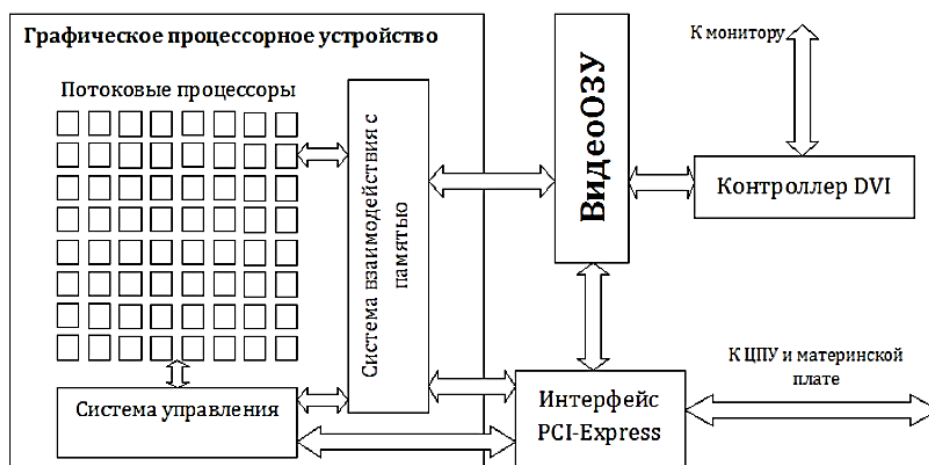 Графическое процессорное устройство
Потоковые процессоры
Система взаимодействия с
памятью
Система управления
ВидеоОЗУ
К монитору
Контроллер DVI
К ЦПУ и материнской
плате
Интерфейс
PCI-Express